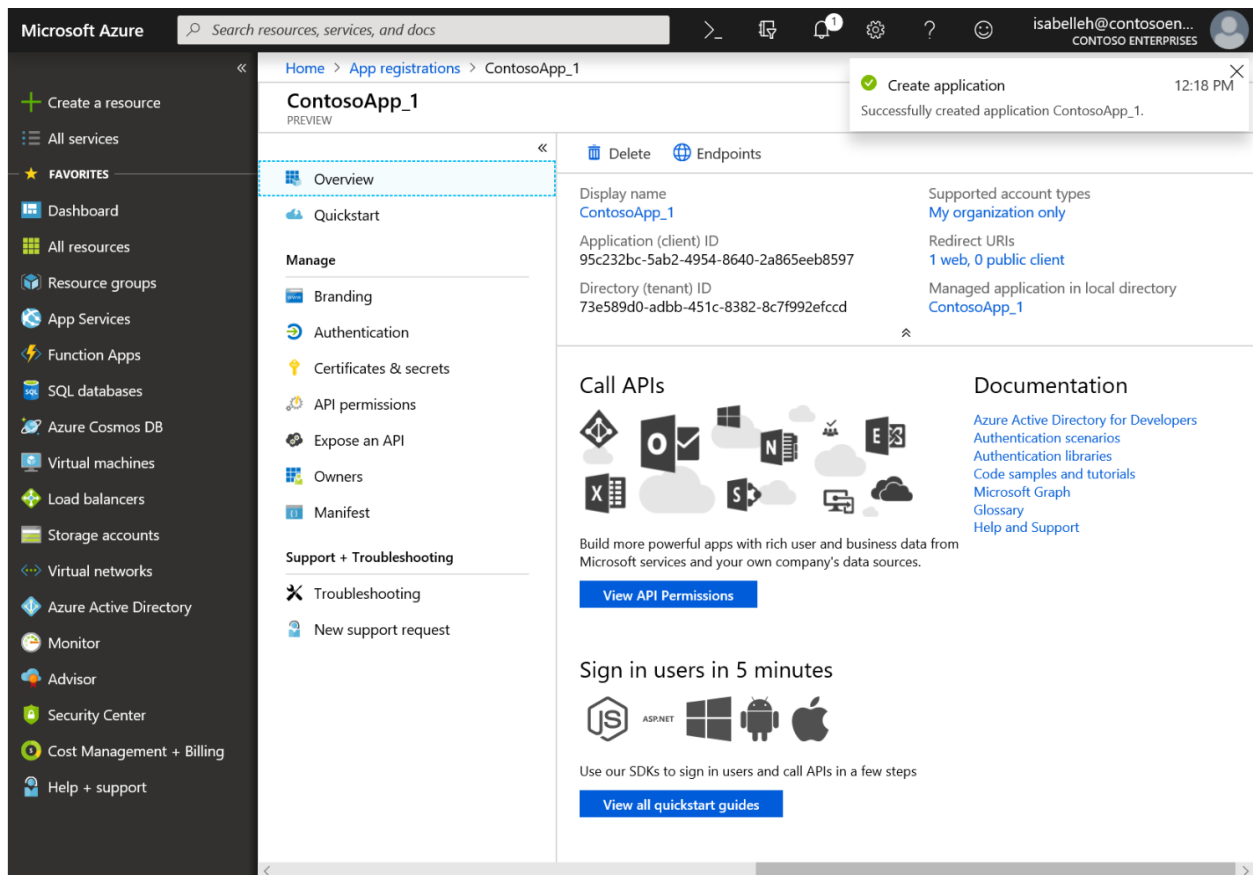 Microsoft Azure
Search resources, services, and docs
1
isabelleh@contosoen...
CONTOSO ENTERPRISES
Create a resource
All services
FAVORITES
Dashboard
All resources
Resource groups
App Services
Function Apps
SQL databases
Azure Cosmos DB
Virtual machines
Load balancers
Storage accounts
Virtual networks
Azure Active Directory
Monitor
Advisor
Security Center
Cost Management + Billing
Help + support
Home > App registrations > ContosoApp_1
ContosoApp_1
PREVIEW
Create application 12:18 PM
Successfully created application ContosoApp_1.
Overview
Quickstart
Manage
Branding
Authentication
Certificates & secrets
API permissions
Expose an API
Owners
Manifest
Support + Troubleshooting
Troubleshooting
New support request
Delete Endpoints
Display name
ContosoApp_1
Application (client) ID
95c232bc-5ab2-4954-8640-2a865eeb8597
Directory (tenant) ID
73e589d0-adbb-451c-8382-8c7f992efccd
Supported account types
My organization only
Redirect URIs
1 web, 0 public client
Managed application in local directory
ContosoApp_1
Call APIs
Build more powerful apps with rich user and business data from
Microsoft services and your own company's data sources.
View API Permissions
Documentation
Azure Active Directory for Developers
Authentication scenarios
Authentication libraries
Code samples and tutorials
Microsoft Graph
Glossary
Help and Support
Sign in users in 5 minutes
JS
ASP.NET
Use our SDKs to sign in users and call APIs in a few steps
View all quickstart guides